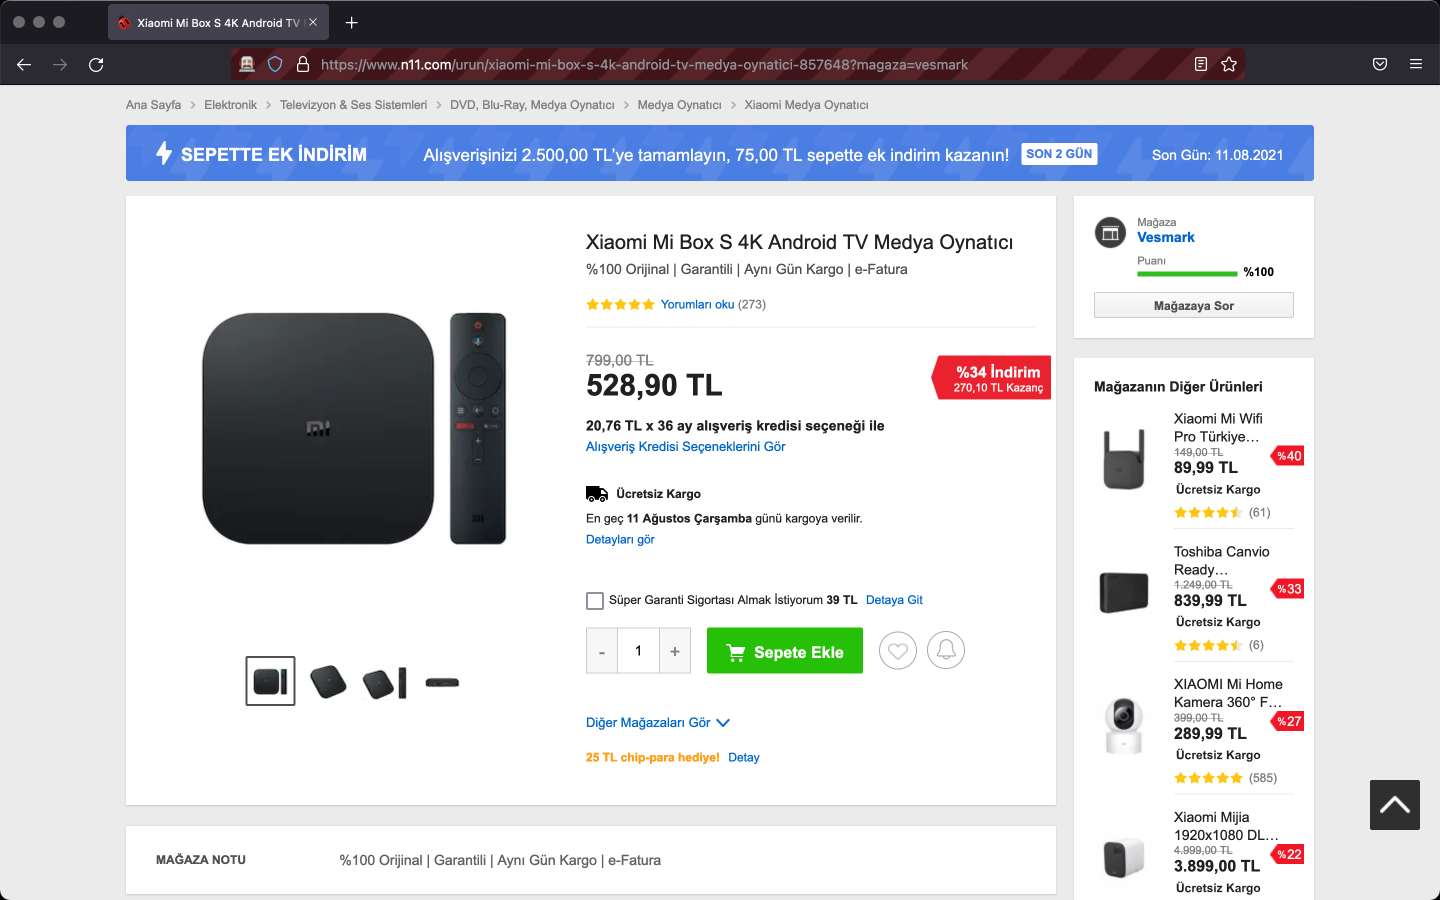 Xiaomi Mi Box S 4K Android TV
https://www.n11.com/urun/xiaomi-mi-box-s-4k-android-tv-medya-oynatici-857648?magaza=vesmark
Ana Sayfa > Elektronik > Televizyon & Ses Sistemleri > DVD, Blu-Ray, Medya Oynatıcı > Medya Oynatıcı > Xiaomi Medya Oynatıcı
SEPETTE EK İNDİRİM Alışverişinizi 2.500,00 TL'ye tamamlayın, 75,00 TL sepette ek indirim kazanın! SON 2 GÜN Son Gün: 11.08.2021
Xiaomi Mi Box S 4K Android TV Medya Oynatıcı
%100 Orijinal | Garantili | Aynı Gün Kargo | e-Fatura
Yorumları oku (273)
799,00 TL
528,90 TL
%34 İndirim
270,10 TL Kazanç
20,76 TL x 36 ay alışveriş kredisi seçeneği ile
Alışveriş Kredisi Seçeneklerini Gör
Ücretsiz Kargo
En geç 11 Ağustos Çarşamba günü kargoya verilir.
Detayları gör
Süper Garanti Sigortası Almak İstiyorum 39 TL Detaya Git
- 1 + Sepete Ekle
Diğer Mağazaları Gör
25 TL chip-para hediye! Detay
MAĞAZA NOTU %100 Orijinal | Garantili | Aynı Gün Kargo | e-Fatura
Mağaza
Vesmark
Puanı
%100
Mağazaya Sor
Mağazanın Diğer Ürünleri
Xiaomi Mi Wifi
Pro Türkiye...
149,00 TL
89,99 TL
%40
Ücretsiz Kargo
(61)
Toshiba Canvio
Ready...
1.249,00 TL
839,99 TL
%33
Ücretsiz Kargo
(6)
XIAOMI Mi Home
Kamera 360° F...
399,00 TL
289,99 TL
%27
Ücretsiz Kargo
(585)
Xiaomi Mijia
1920x1080 DL...
4.999,00 TL
3.899,00 TL
%22
Ücretsiz Kargo